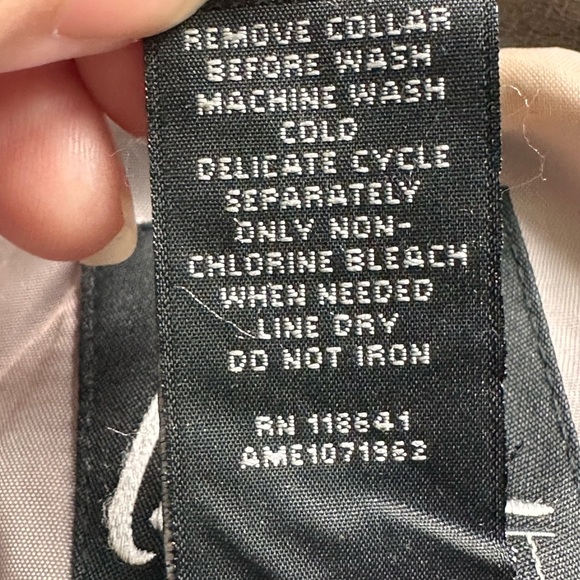 REMOVE COLLAR
BEFORE WASH
MACHINE WASH
COLD
DELICATE CYCLE
SEPARATELY
ONLY NON-
CHLORINE BLEACH
WHEN NEEDED
LINE DRY
DO NOT IRON
RN 118641
AME1071962